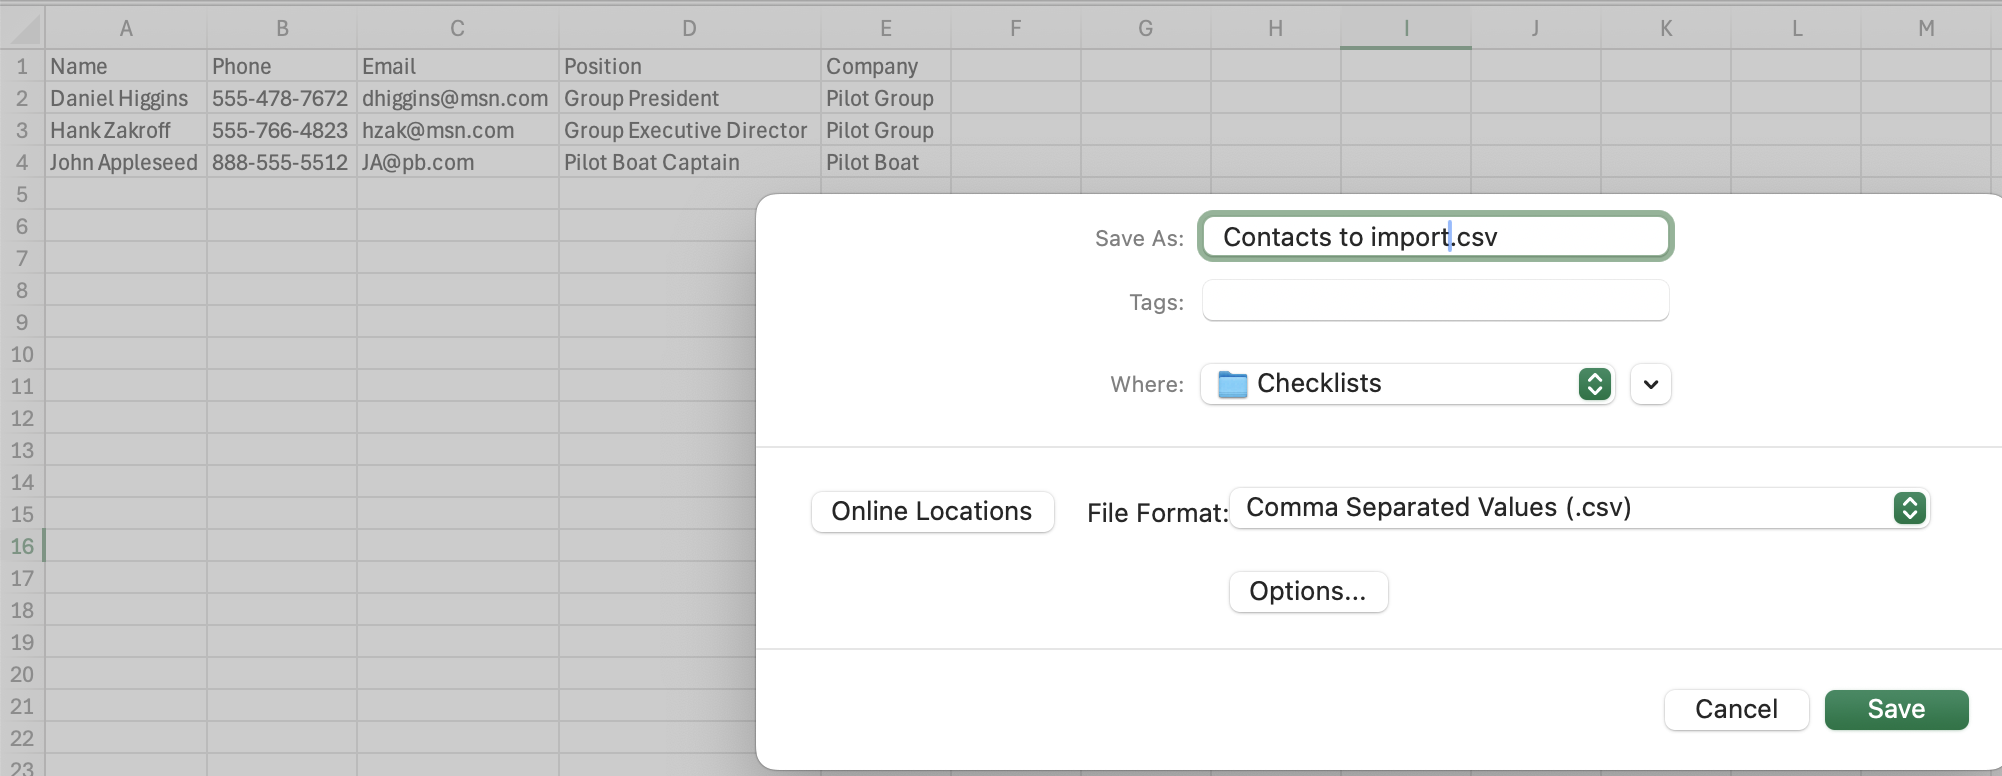 A B C D E F G H I J K L M
1 Name Phone Email Position Company
2 Daniel Higgins 555-478-7672 dhiggins@msn.com Group President Pilot Group
3 Hank Zakroff 555-766-4823 hzak@msn.com Group Executive Director Pilot Group
4 John Appleseed 888-555-5512 JA@pb.com Pilot Boat Captain Pilot Boat
5
6
7
8
9
10
11
12
13
14
15
16
17
18
19
20
21
22
23
Save As: Contacts to import.csv
Tags:
Where: Checklists
Online Locations File Format: Comma Separated Values (.csv)
Options...
Cancel Save